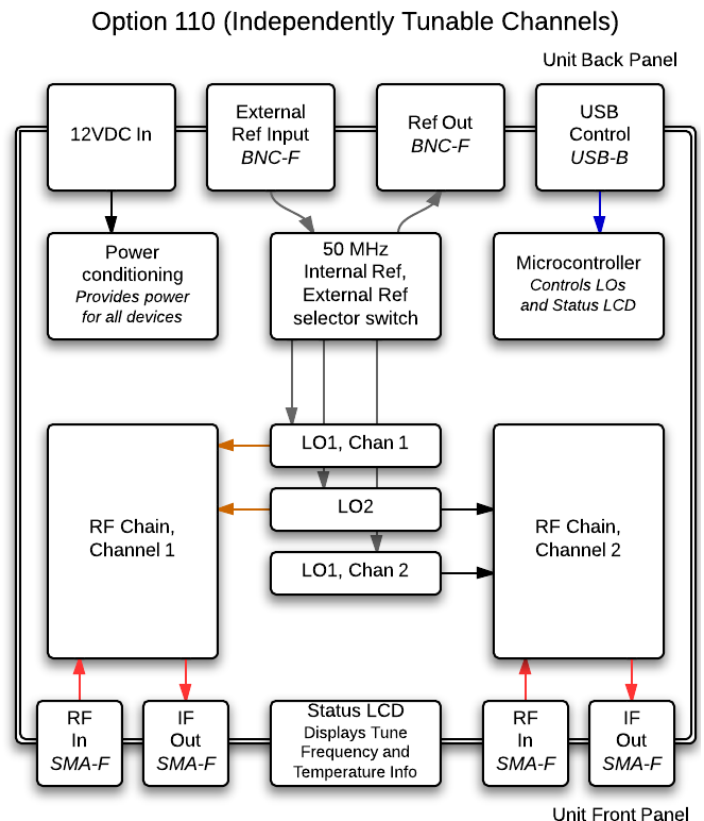 Option 110 (Independently Tunable Channels)
Unit Back Panel
12VDC In
External
Ref Input
BNC-F
Ref Out
BNC-F
USB
Control
USB-B
Power
conditioning
Provides power
for all devices
50 MHz
Internal Ref,
External Ref
selector switch
Microcontroller
Controls LOs
and Status LCD
RF Chain,
Channel 1
LO1, Chan 1
LO2
LO1, Chan 2
RF Chain,
Channel 2
RF
In
SMA-F
IF
Out
SMA-F
Status LCD
Displays Tune
Frequency and
Temperature Info
RF
In
SMA-F
IF
Out
SMA-F
Unit Front Panel